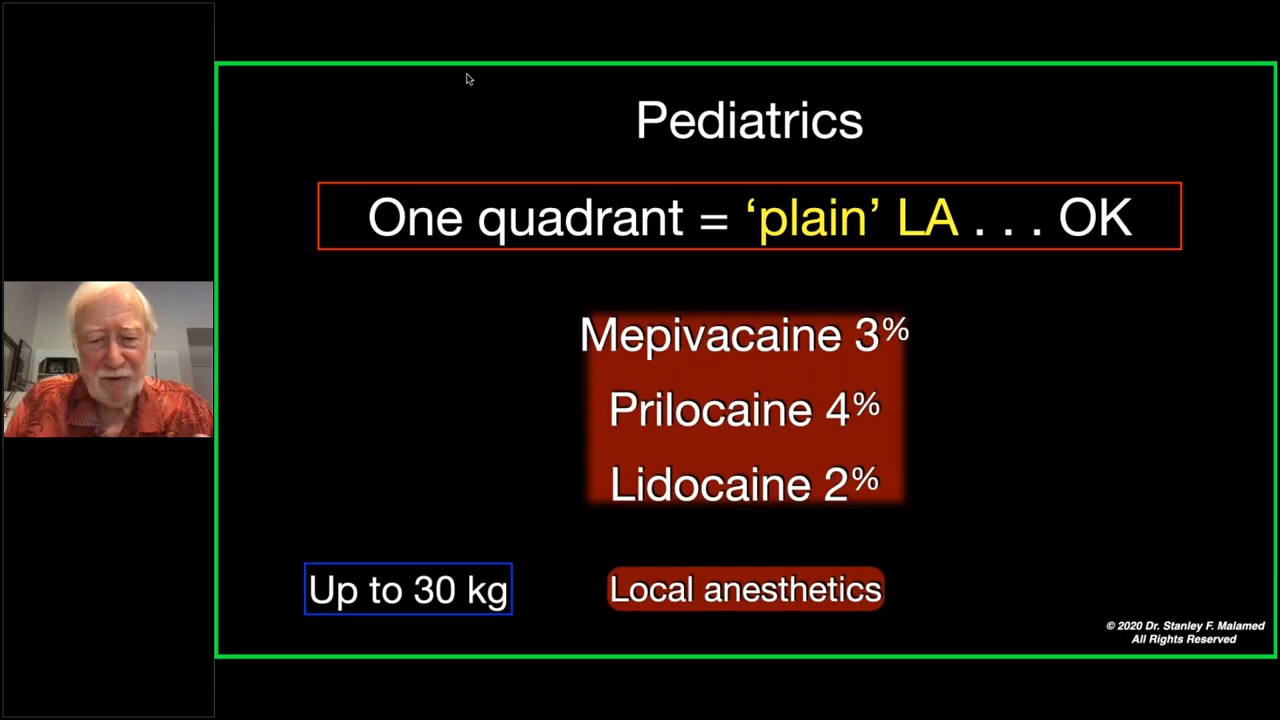 Pediatrics
One quadrant = ‘plain’ LA . . . OK
Mepivacaine 3%
Prilocaine 4%
Lidocaine 2%
Up to 30 kg
Local anesthetics
© 2020 Dr. Stanley F. Malamed
All Rights Reserved